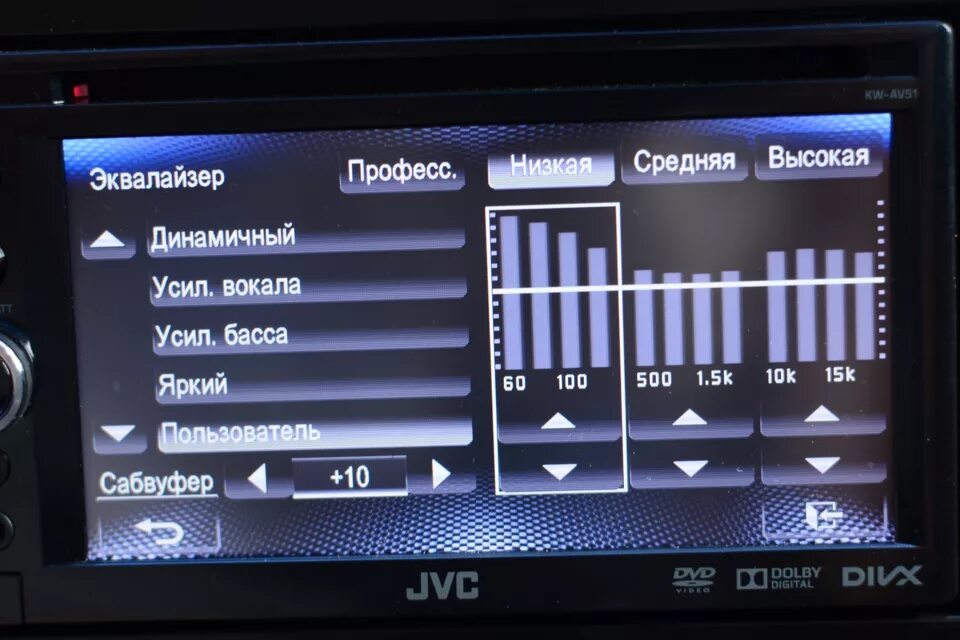 KW-AV51
Эквалайзер
Професс.
Низкая
Средняя
Высокая
Динамичный
Усил. вокала
Усил. басса
Яркий
Пользователь
60 100 500 1.5k 10k 15k
Сабвуфер
+10
JVC
DVD VIDEO
DOLBY DIGITAL
DIVX